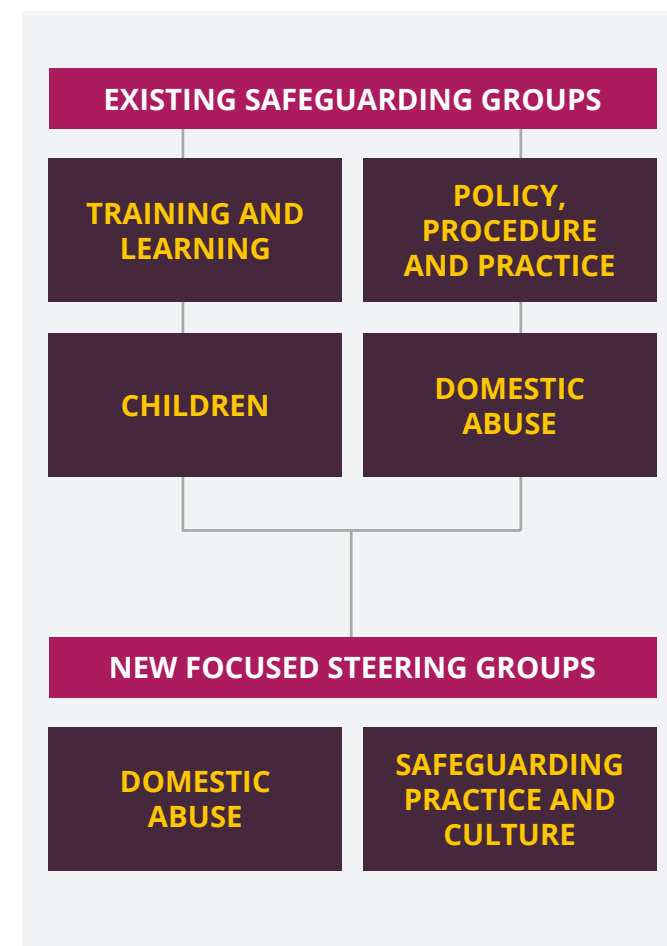 EXISTING SAFEGUARDING GROUPS
TRAINING AND
LEARNING
POLICY,
PROCEDURE
AND PRACTICE
CHILDREN
DOMESTIC
ABUSE
NEW FOCUSED STEERING GROUPS
DOMESTIC
ABUSE
SAFEGUARDING
PRACTICE AND
CULTURE